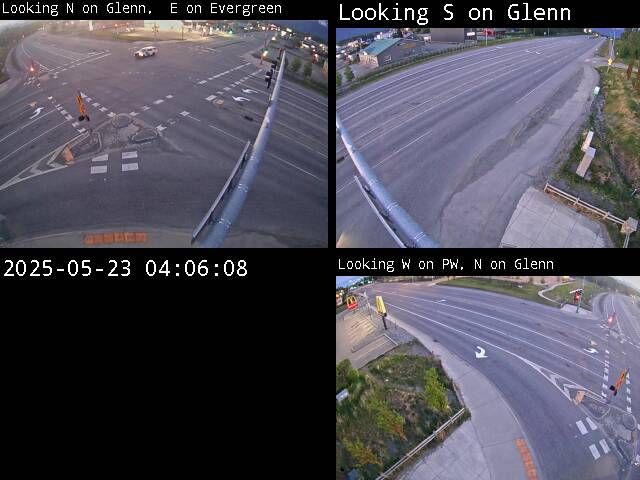 Looking N on Glenn,  E on Evergreen
Looking S on Glenn
2025-05-23 04:06:08
Looking W on PW, N on Glenn